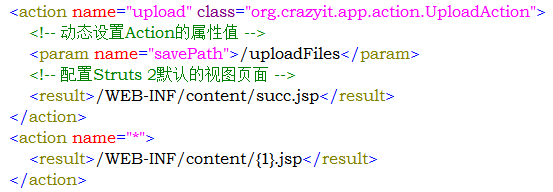 <action name="upload" class="org.crazyit.app.action.UploadAction">
<!-- 动态设置Action的属性值 -->
<param name="savePath">/uploadFiles</param>
<!-- 配置Struts 2默认的视图页面 -->
<result>/WEB-INF/content/succ.jsp</result>
</action>
<action name="*">
<result>/WEB-INF/content/{1}.jsp</result>
</action>